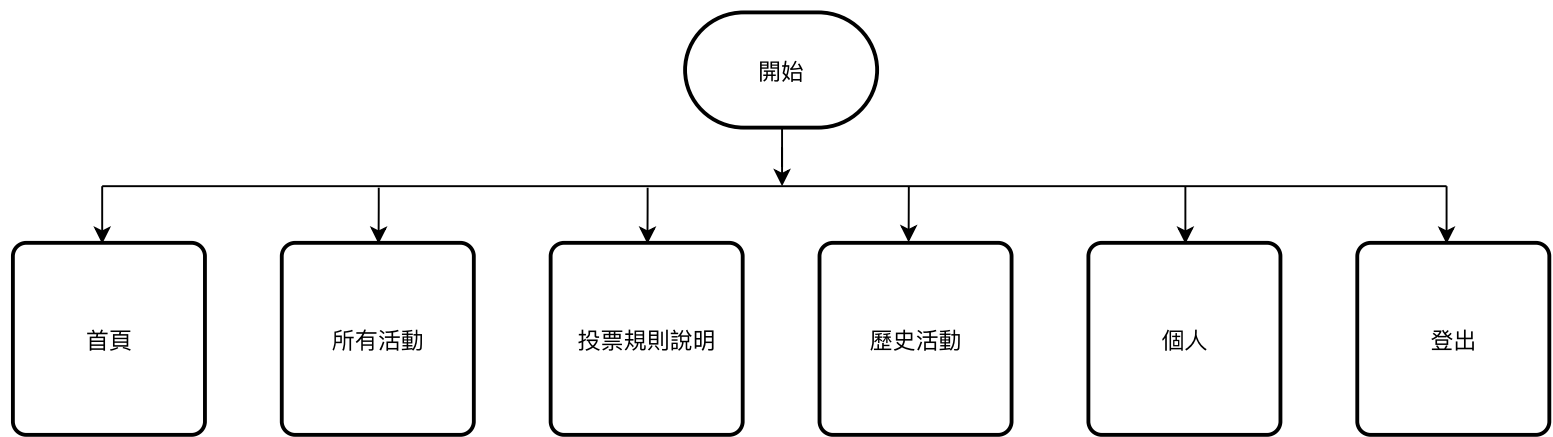 開始
首頁
所有活動
投票規則說明
歷史活動
個人
登出